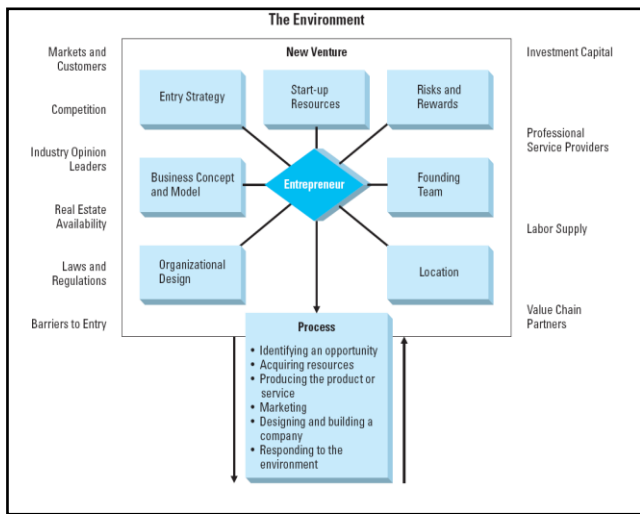 The Environment
Markets and
Customers
Competition
Industry Opinion
Leaders
Real Estate
Availability
Laws and
Regulations
Barriers to Entry
New Venture
Entry Strategy
Start-up
Resources
Risks and
Rewards
Business Concept
and Model
Entrepreneur
Founding
Team
Organizational
Design
Location
Process
• Identifying an opportunity
• Acquiring resources
• Producing the product or
service
• Marketing
• Designing and building a
company
• Responding to the
environment
Investment Capital
Professional
Service Providers
Labor Supply
Value Chain
Partners